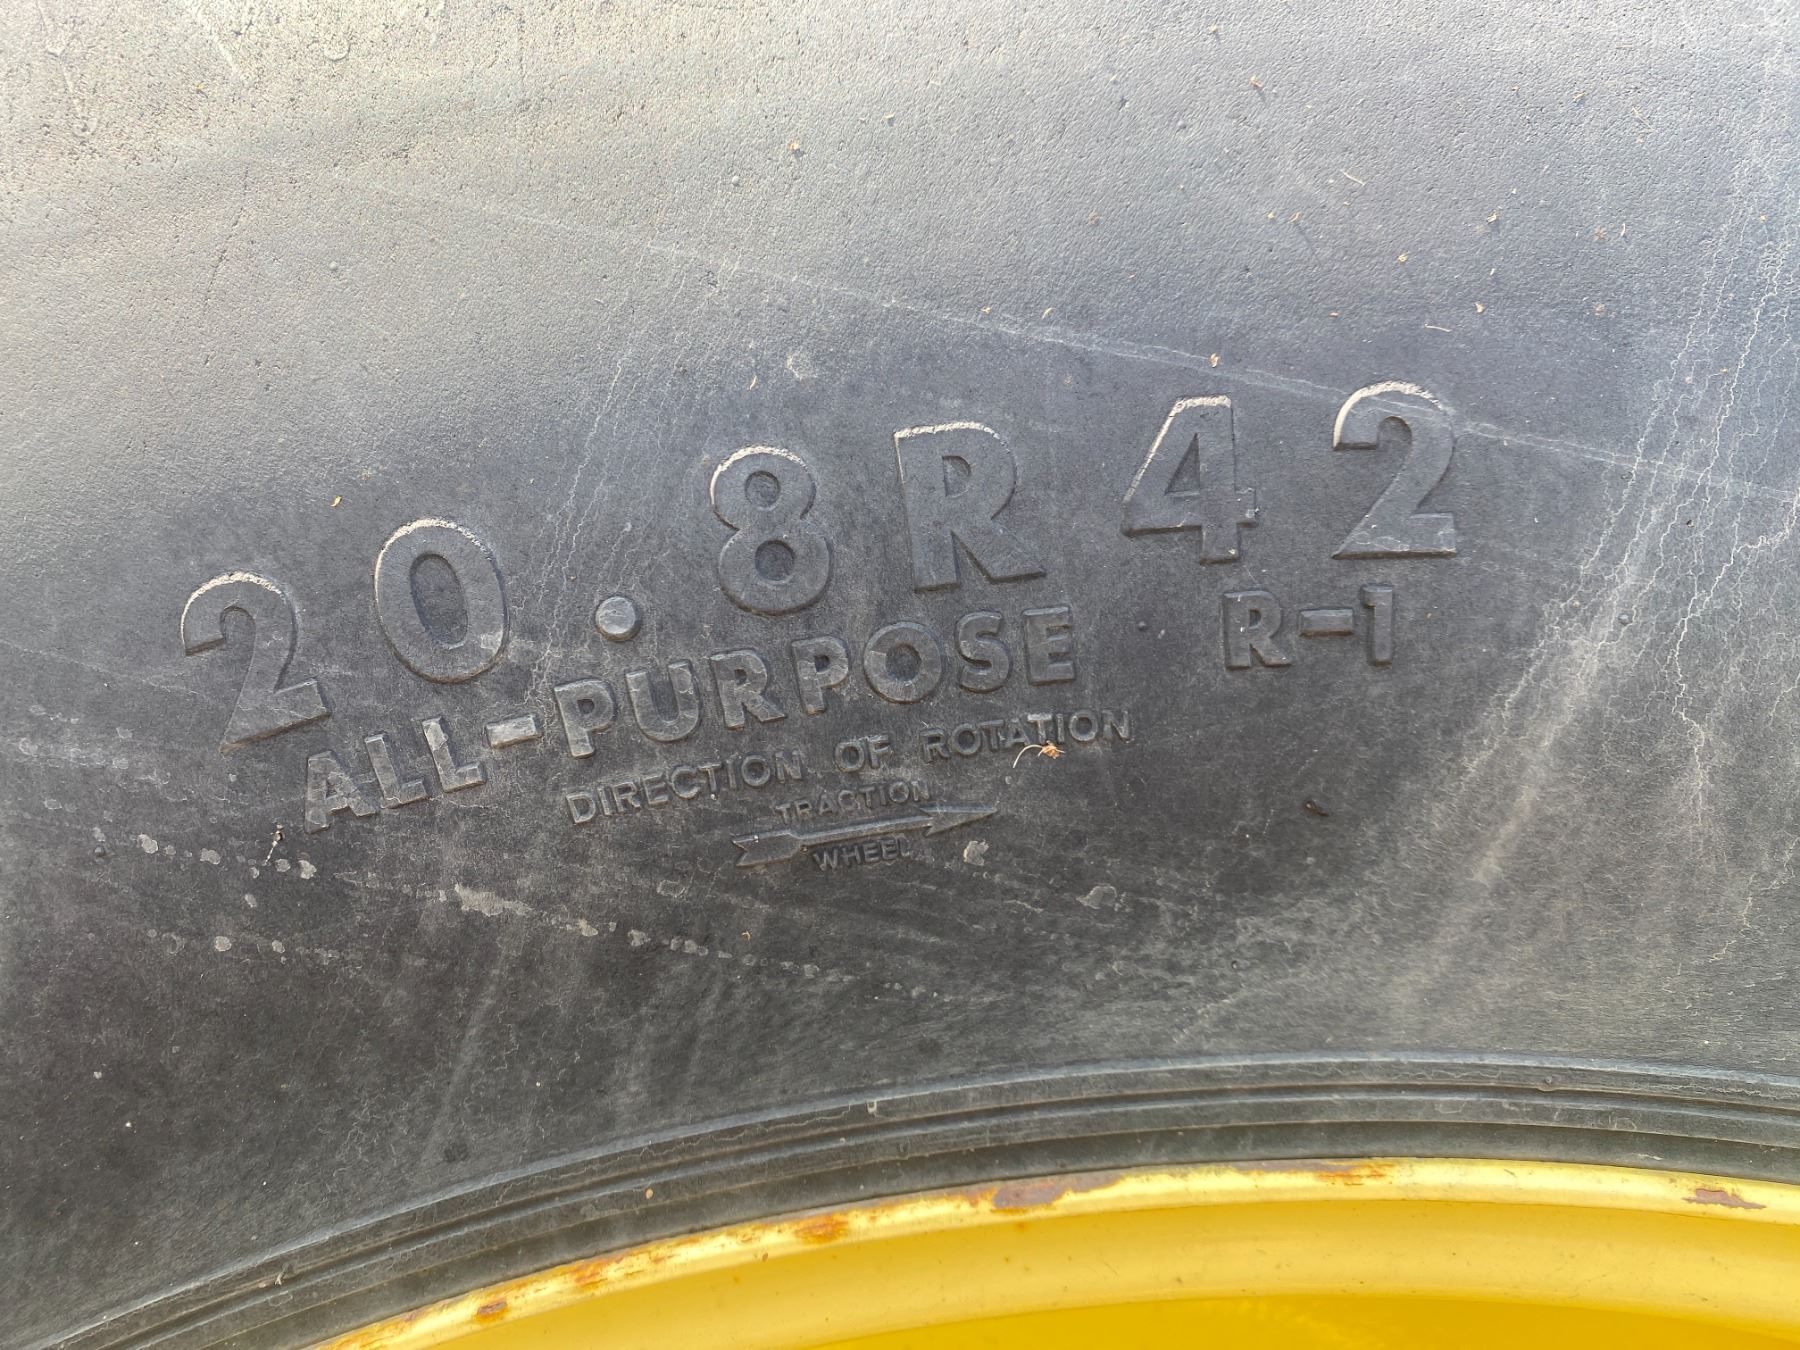 20.8R42
ALL-PURPOSE R-1
DIRECTION OF ROTATION
TRACTION
WHEEL